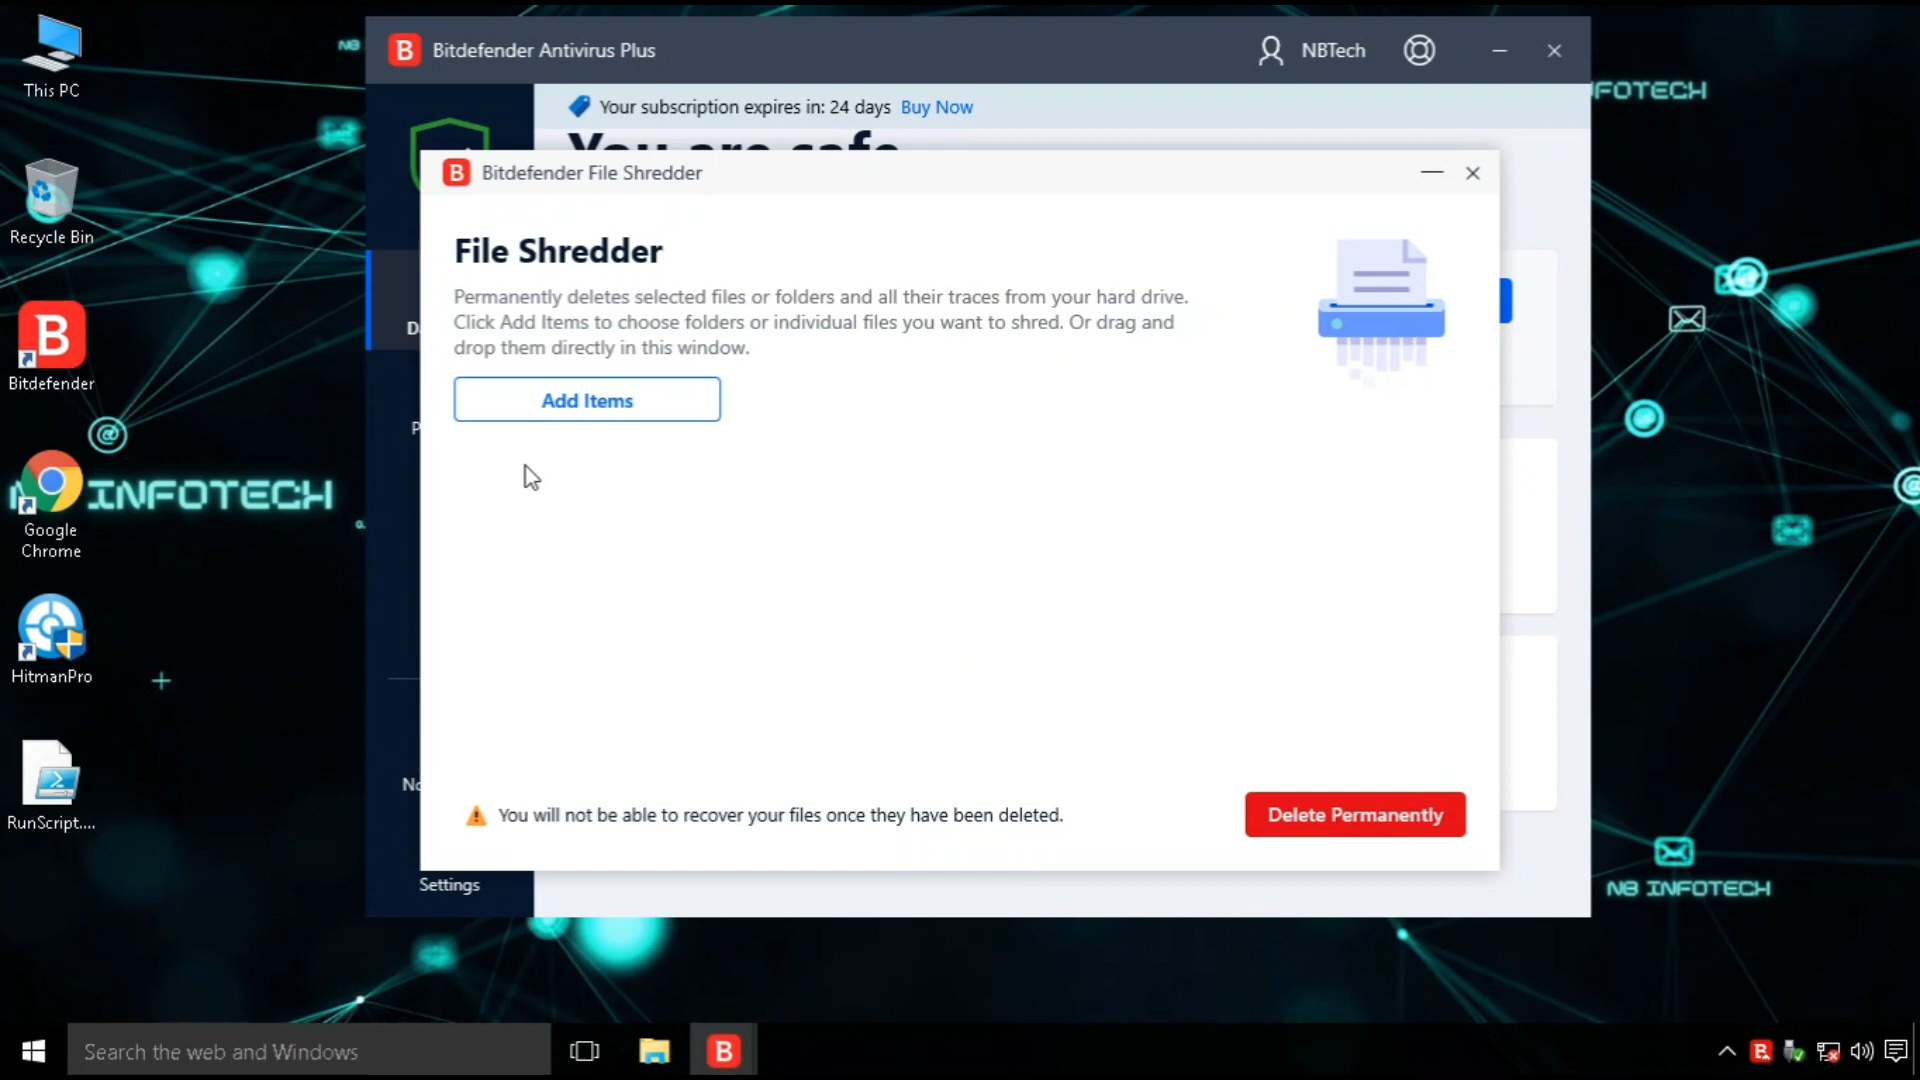 This PC
Recycle Bin
Bitdefender
Google
Chrome
HitmanPro
RunScript....
INFOTECH
NB
B Bitdefender Antivirus Plus
NBTech
Your subscription expires in: 24 days Buy Now
You are safe
B Bitdefender File Shredder
File Shredder
Permanently deletes selected files or folders and all their traces from your hard drive.
Click Add Items to choose folders or individual files you want to shred. Or drag and
drop them directly in this window.
Add Items
You will not be able to recover your files once they have been deleted.
Delete Permanently
Settings
NB INFOTECH
Search the web and Windows